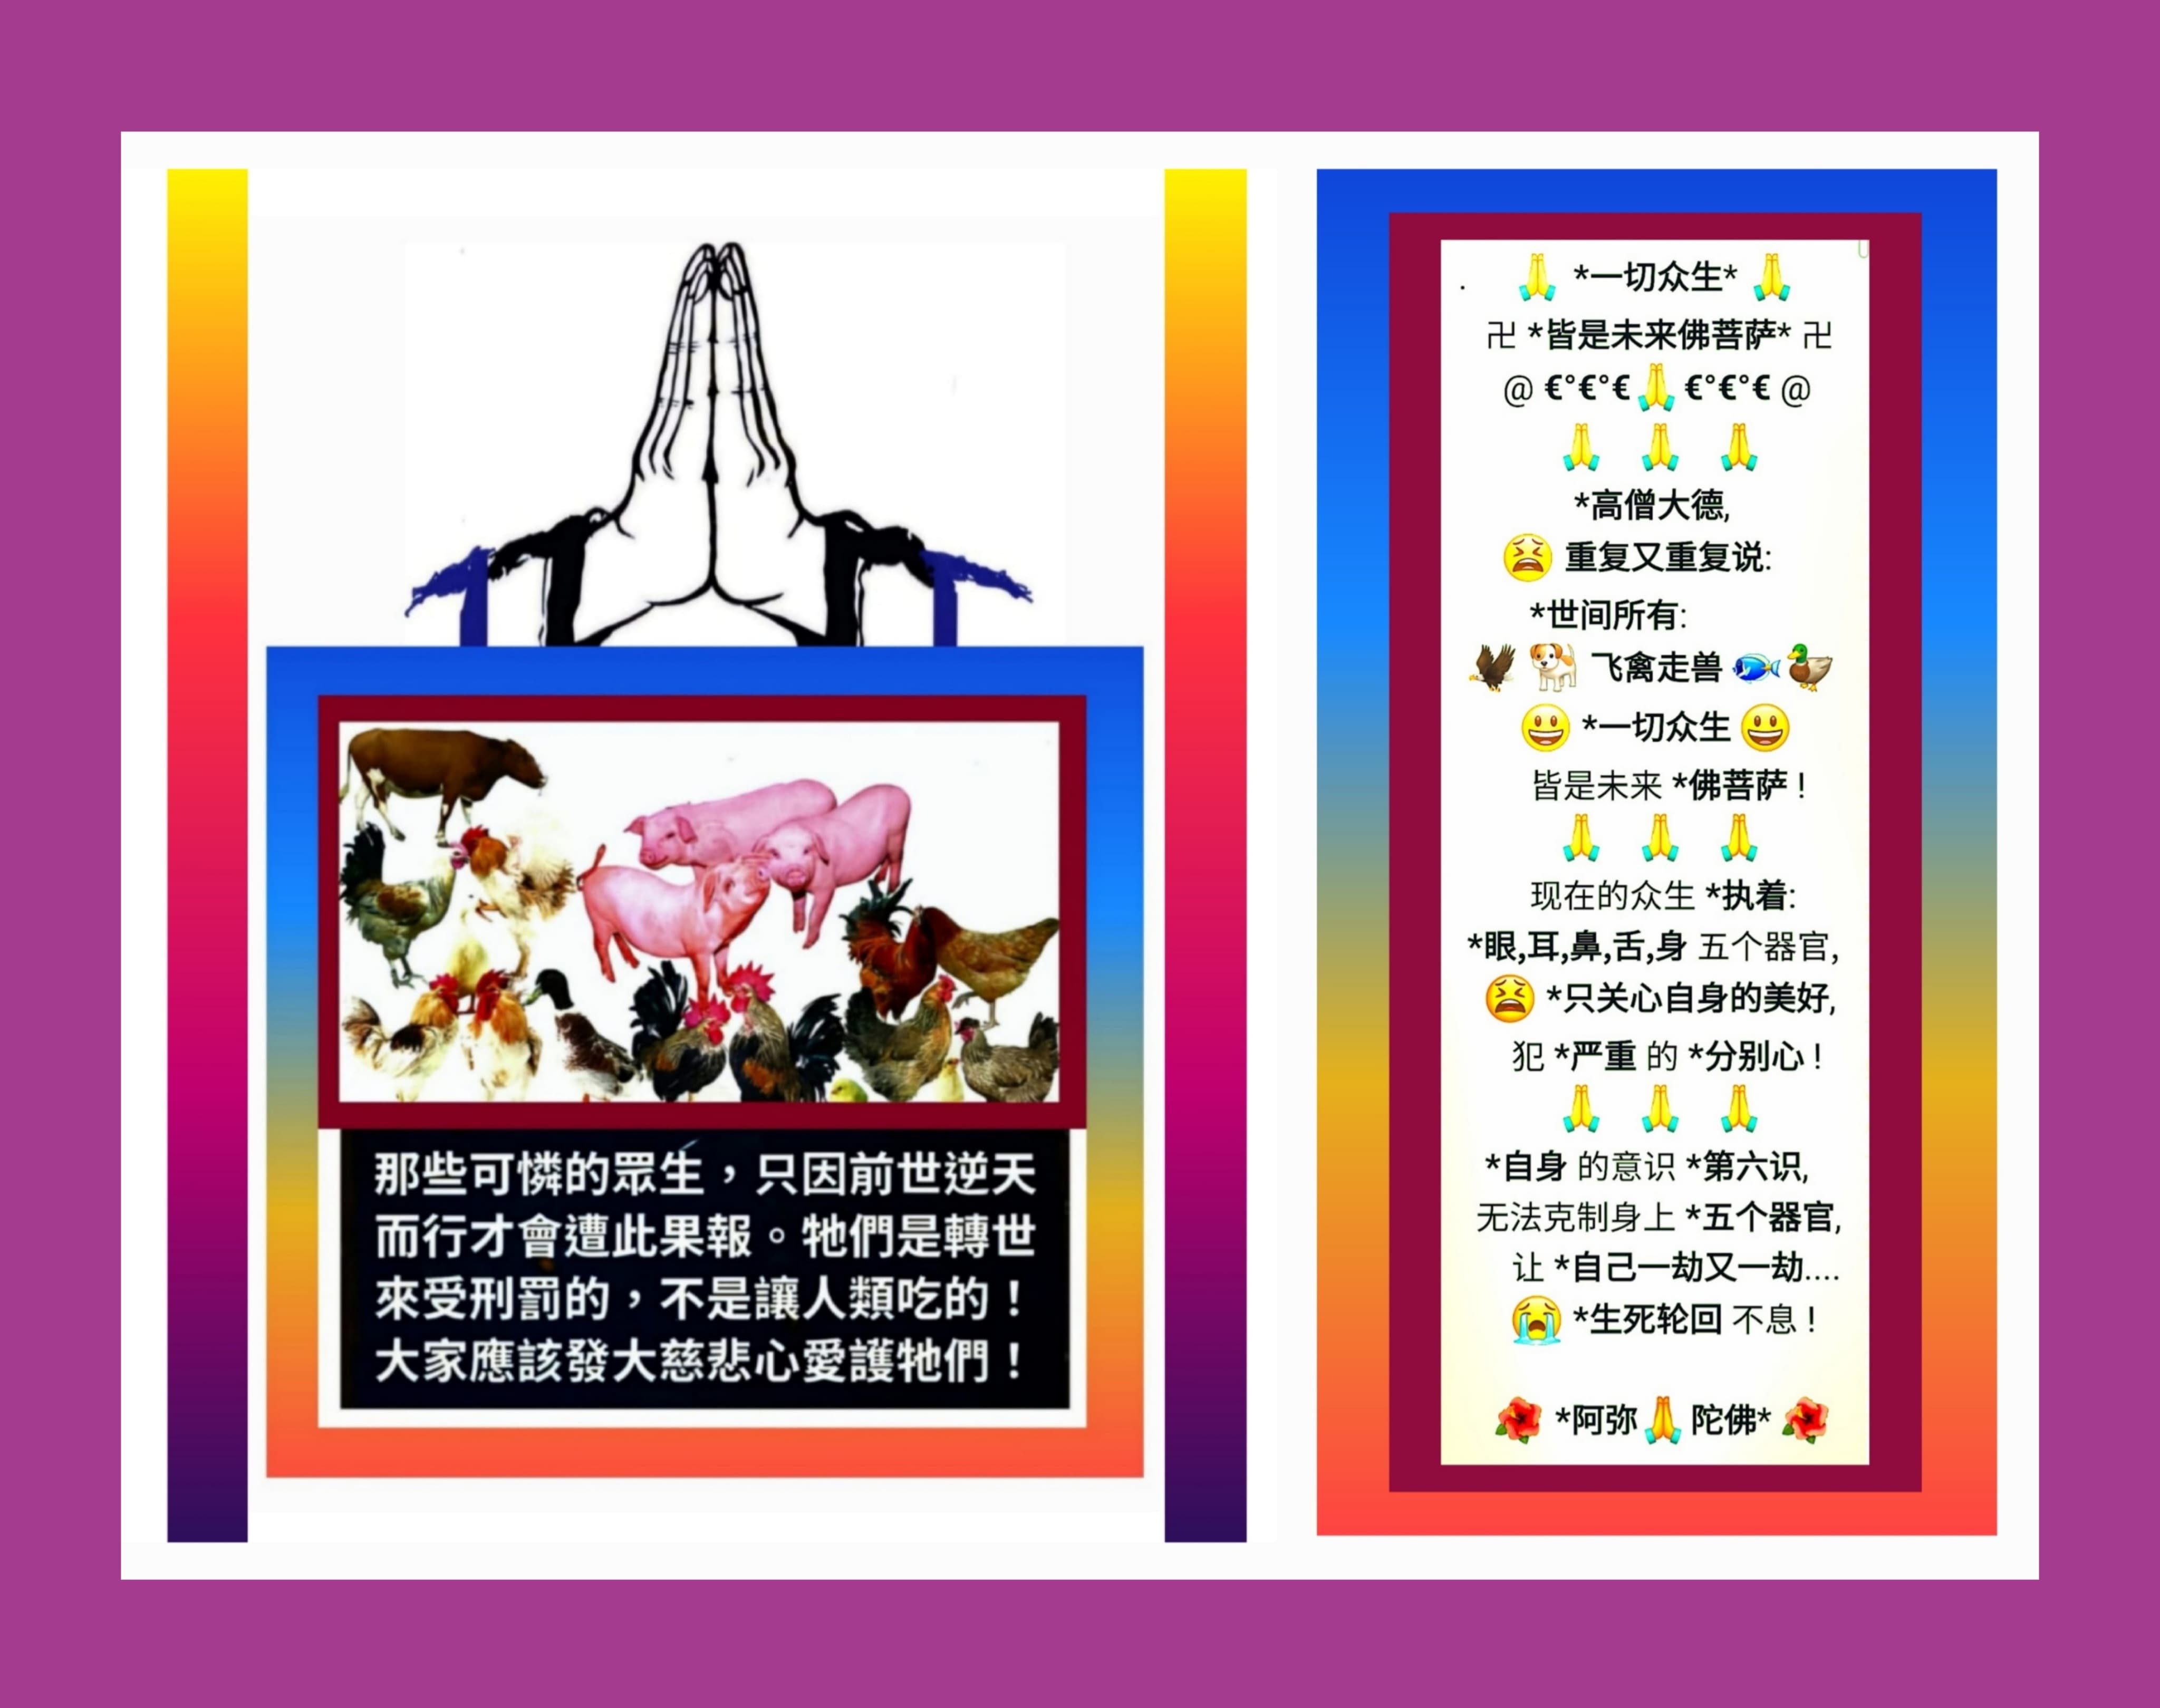 那些可憐的眾生，只因前世逆天
而行才會遭此果報。牠們是轉世
來受刑罰的，不是讓人類吃的！
大家應該發大慈悲心愛護牠們！
. 🙏 *一切众生* 🙏
卍 *皆是未来佛菩萨* 卍
@ €°€°€🙏€°€°€ @
🙏 🙏 🙏
*高僧大德,
😫 重复又重复说:
*世间所有:
🦅 🐕 飞禽走兽 🐟🦆
😃 *一切众生 😃
皆是未来 *佛菩萨 !
🙏 🙏 🙏
现在的众生 *执着:
*眼,耳,鼻,舌,身 五个器官,
😫 *只关心自身的美好,
犯 *严重 的 *分别心 !
🙏 🙏 🙏
*自身 的意识 *第六识,
无法克制身上 *五个器官,
让 *自己一劫又一劫....
😭 *生死轮回 不息 !
🌺 *阿弥🙏陀佛* 🌺